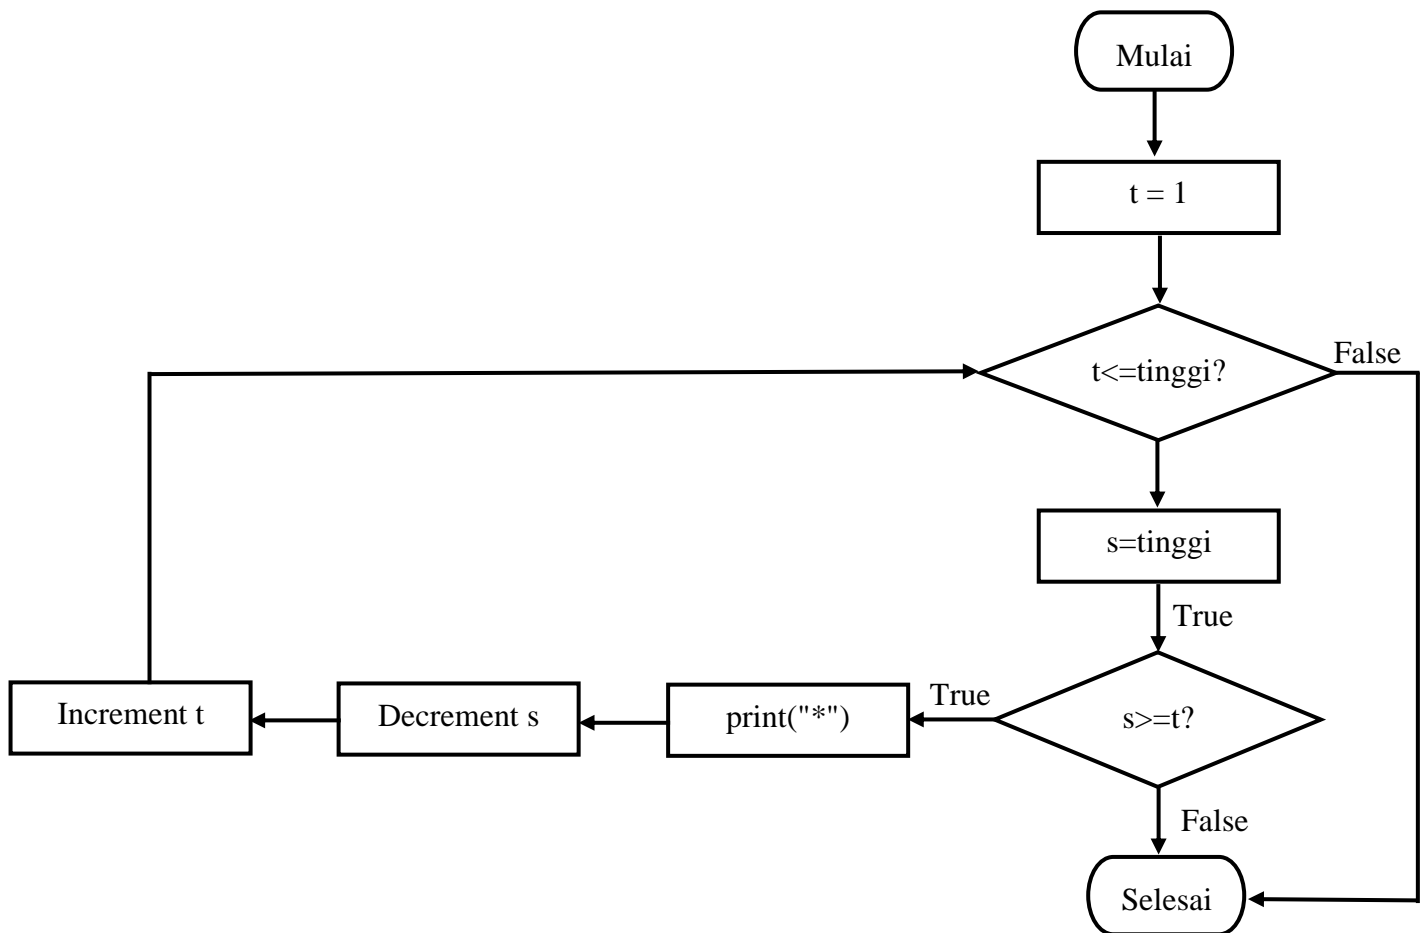 Mulai
t = 1
t<=tinggi?
False
s=tinggi
True
s>=t?
True
print("*")
Decrement s
Increment t
False
Selesai